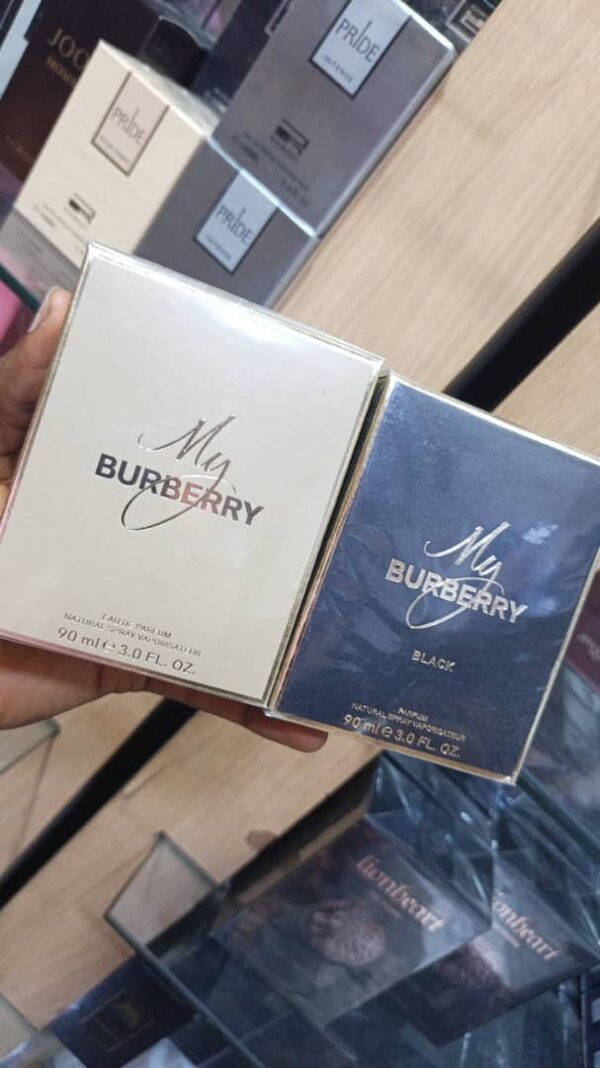 JOO
PRIDE
PRIDE
INTENSE
PRIDE
INTENSE
My
BURBERRY
EAU DE PARFUM
NATURAL SPRAY VAPORISATEUR
90 ml e 3.0 FL. OZ.
My
BURBERRY
BLACK
PARFUM
NATURAL SPRAY VAPORISATEUR
90 ml e 3.0 FL. OZ.
lionheart
lionheart